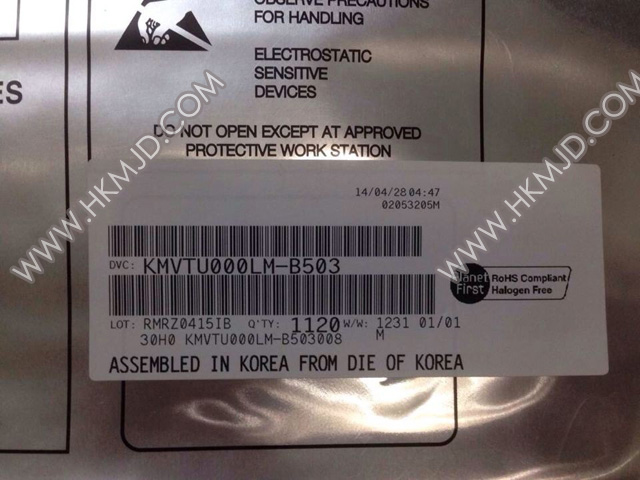 OBSERVE PRECAUTIONS
FOR HANDLING
ELECTROSTATIC
SENSITIVE
DEVICES
ES
DO NOT OPEN EXCEPT AT APPROVED
PROTECTIVE WORK STATION
14/04/28 04:47
02053205M
DVC: KMVTU000LM-B503
Planet First
RoHS Compliant
Halogen Free
LOT: RMRZ0415IB Q'TY: 1120 W/W: 1231 01/01
30H0 KMVTU000LM-B503008 M
ASSEMBLED IN KOREA FROM DIE OF KOREA
WWW.HKMJD.COM
WWW.HKMJD.COM